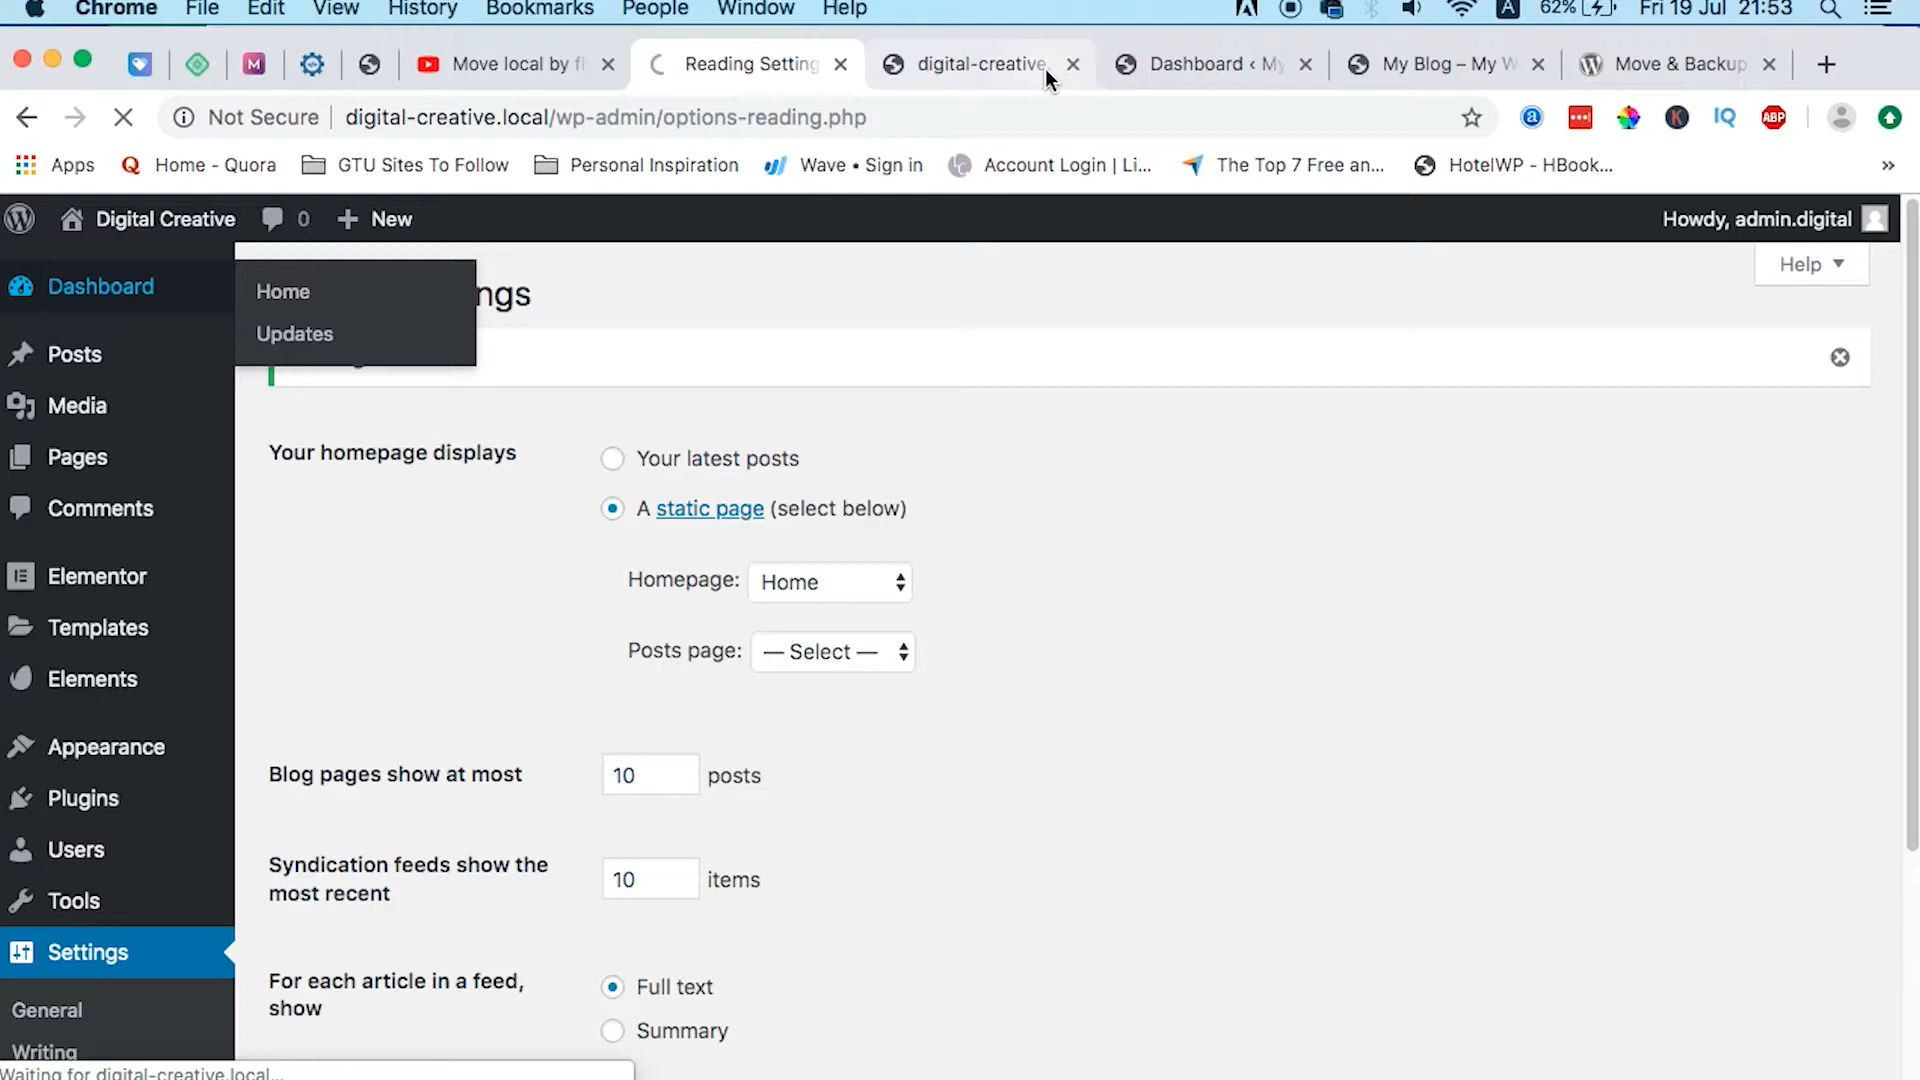 Chrome File Edit View History Bookmarks People Window Help 62% Fri 19 Jul 21:53
Move local by Reading Setting digital-creative. Dashboard ‹ My My Blog – My W Move & Backup
Not Secure digital-creative.local/wp-admin/options-reading.php IQ ABP
Apps Home - Quora GTU Sites To Follow Personal Inspiration Wave • Sign in Account Login | Li... The Top 7 Free an... HotelWP - HBook... »
Digital Creative 0 + New Howdy, admin.digital
Help
Dashboard
Home
ngs
Updates
Posts
Media
Pages
Comments
Elementor
Templates
Elements
Appearance
Plugins
Users
Tools
Settings
General
Writing
Your homepage displays
Your latest posts
A static page (select below)
Homepage: Home
Posts page: — Select —
Blog pages show at most 10 posts
Syndication feeds show the
most recent
10 items
For each article in a feed,
show
Full text
Summary
Waiting for digital-creative.local...